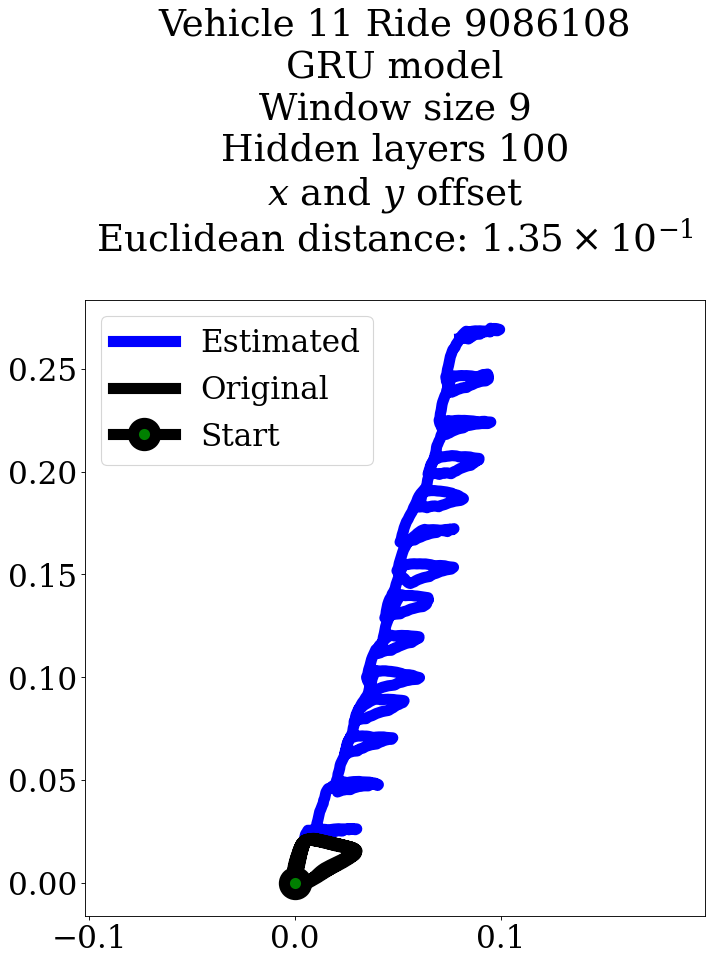 Vehicle 11 Ride 9086108
GRU model
Window size 9
Hidden layers 100
x and y offset
Euclidean distance: 1.35 × 10⁻¹
Estimated
Original
Start
0.25
0.20
0.15
0.10
0.05
0.00
−0.1 0.0 0.1